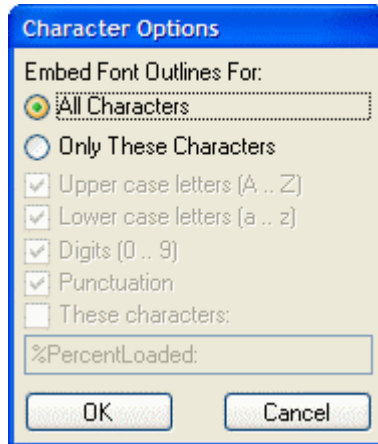 Character Options
Embed Font Outlines For:
All Characters
Only These Characters
Upper case letters (A .. Z)
Lower case letters (a .. z)
Digits (0 .. 9)
Punctuation
These characters:
%PercentLoaded:
OK Cancel